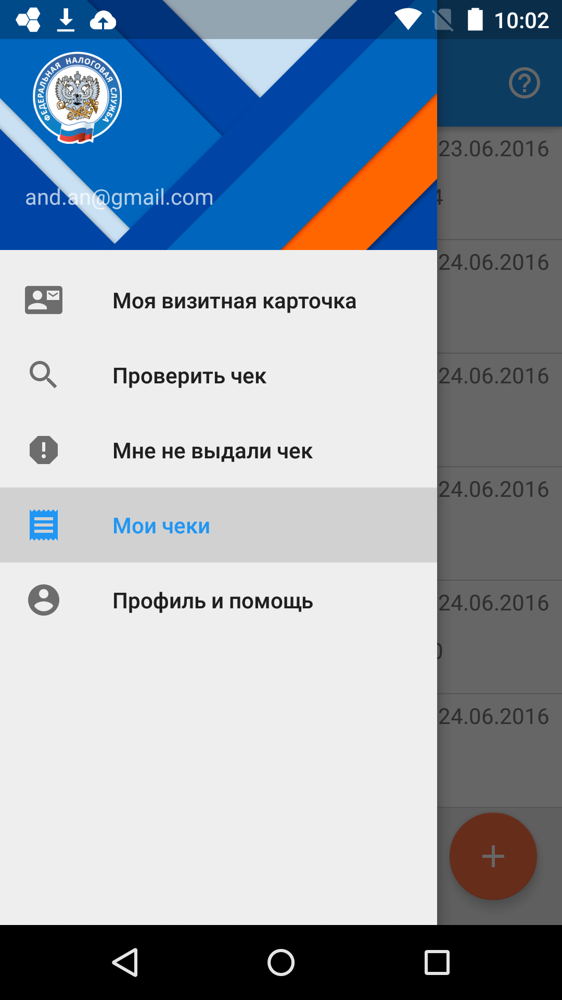 10:02
ФЕДЕРАЛЬНАЯ НАЛОГОВАЯ СЛУЖБА
and.an@gmail.com
23.06.2016
4
24.06.2016
Моя визитная карточка
Проверить чек
24.06.2016
Мне не выдали чек
24.06.2016
Мои чеки
Профиль и помощь
24.06.2016
0
24.06.2016